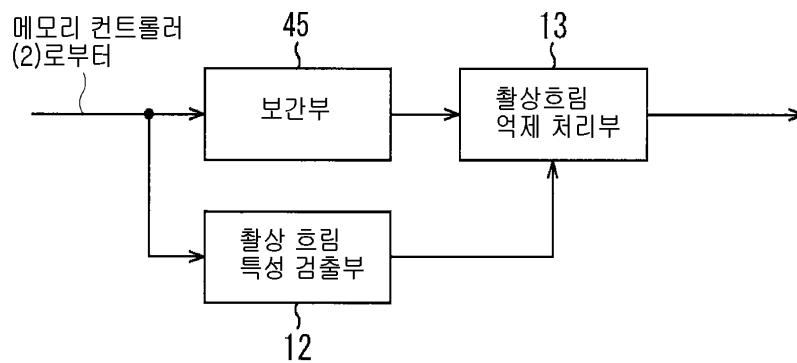 메모리 컨트롤러
(2)로부터
45
보간부
13
촬상흐림
억제 처리부
촬상 흐림
특성 검출부
12